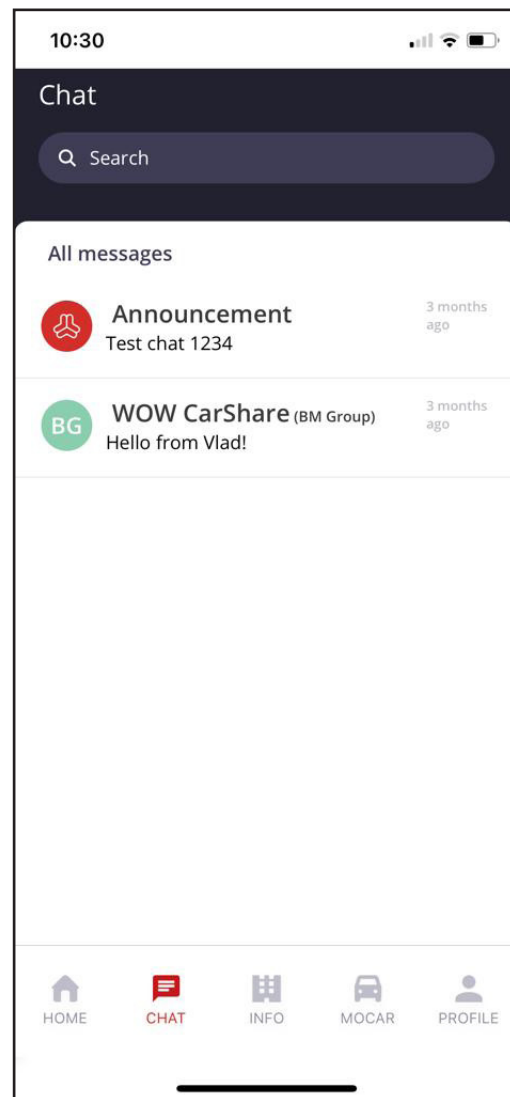 10:30
Chat
Search
All messages
Announcement
3 months
ago
Test chat 1234
BG
WOW CarShare (BM Group)
3 months
ago
Hello from Vlad!
HOME
CHAT
INFO
MOCAR
PROFILE